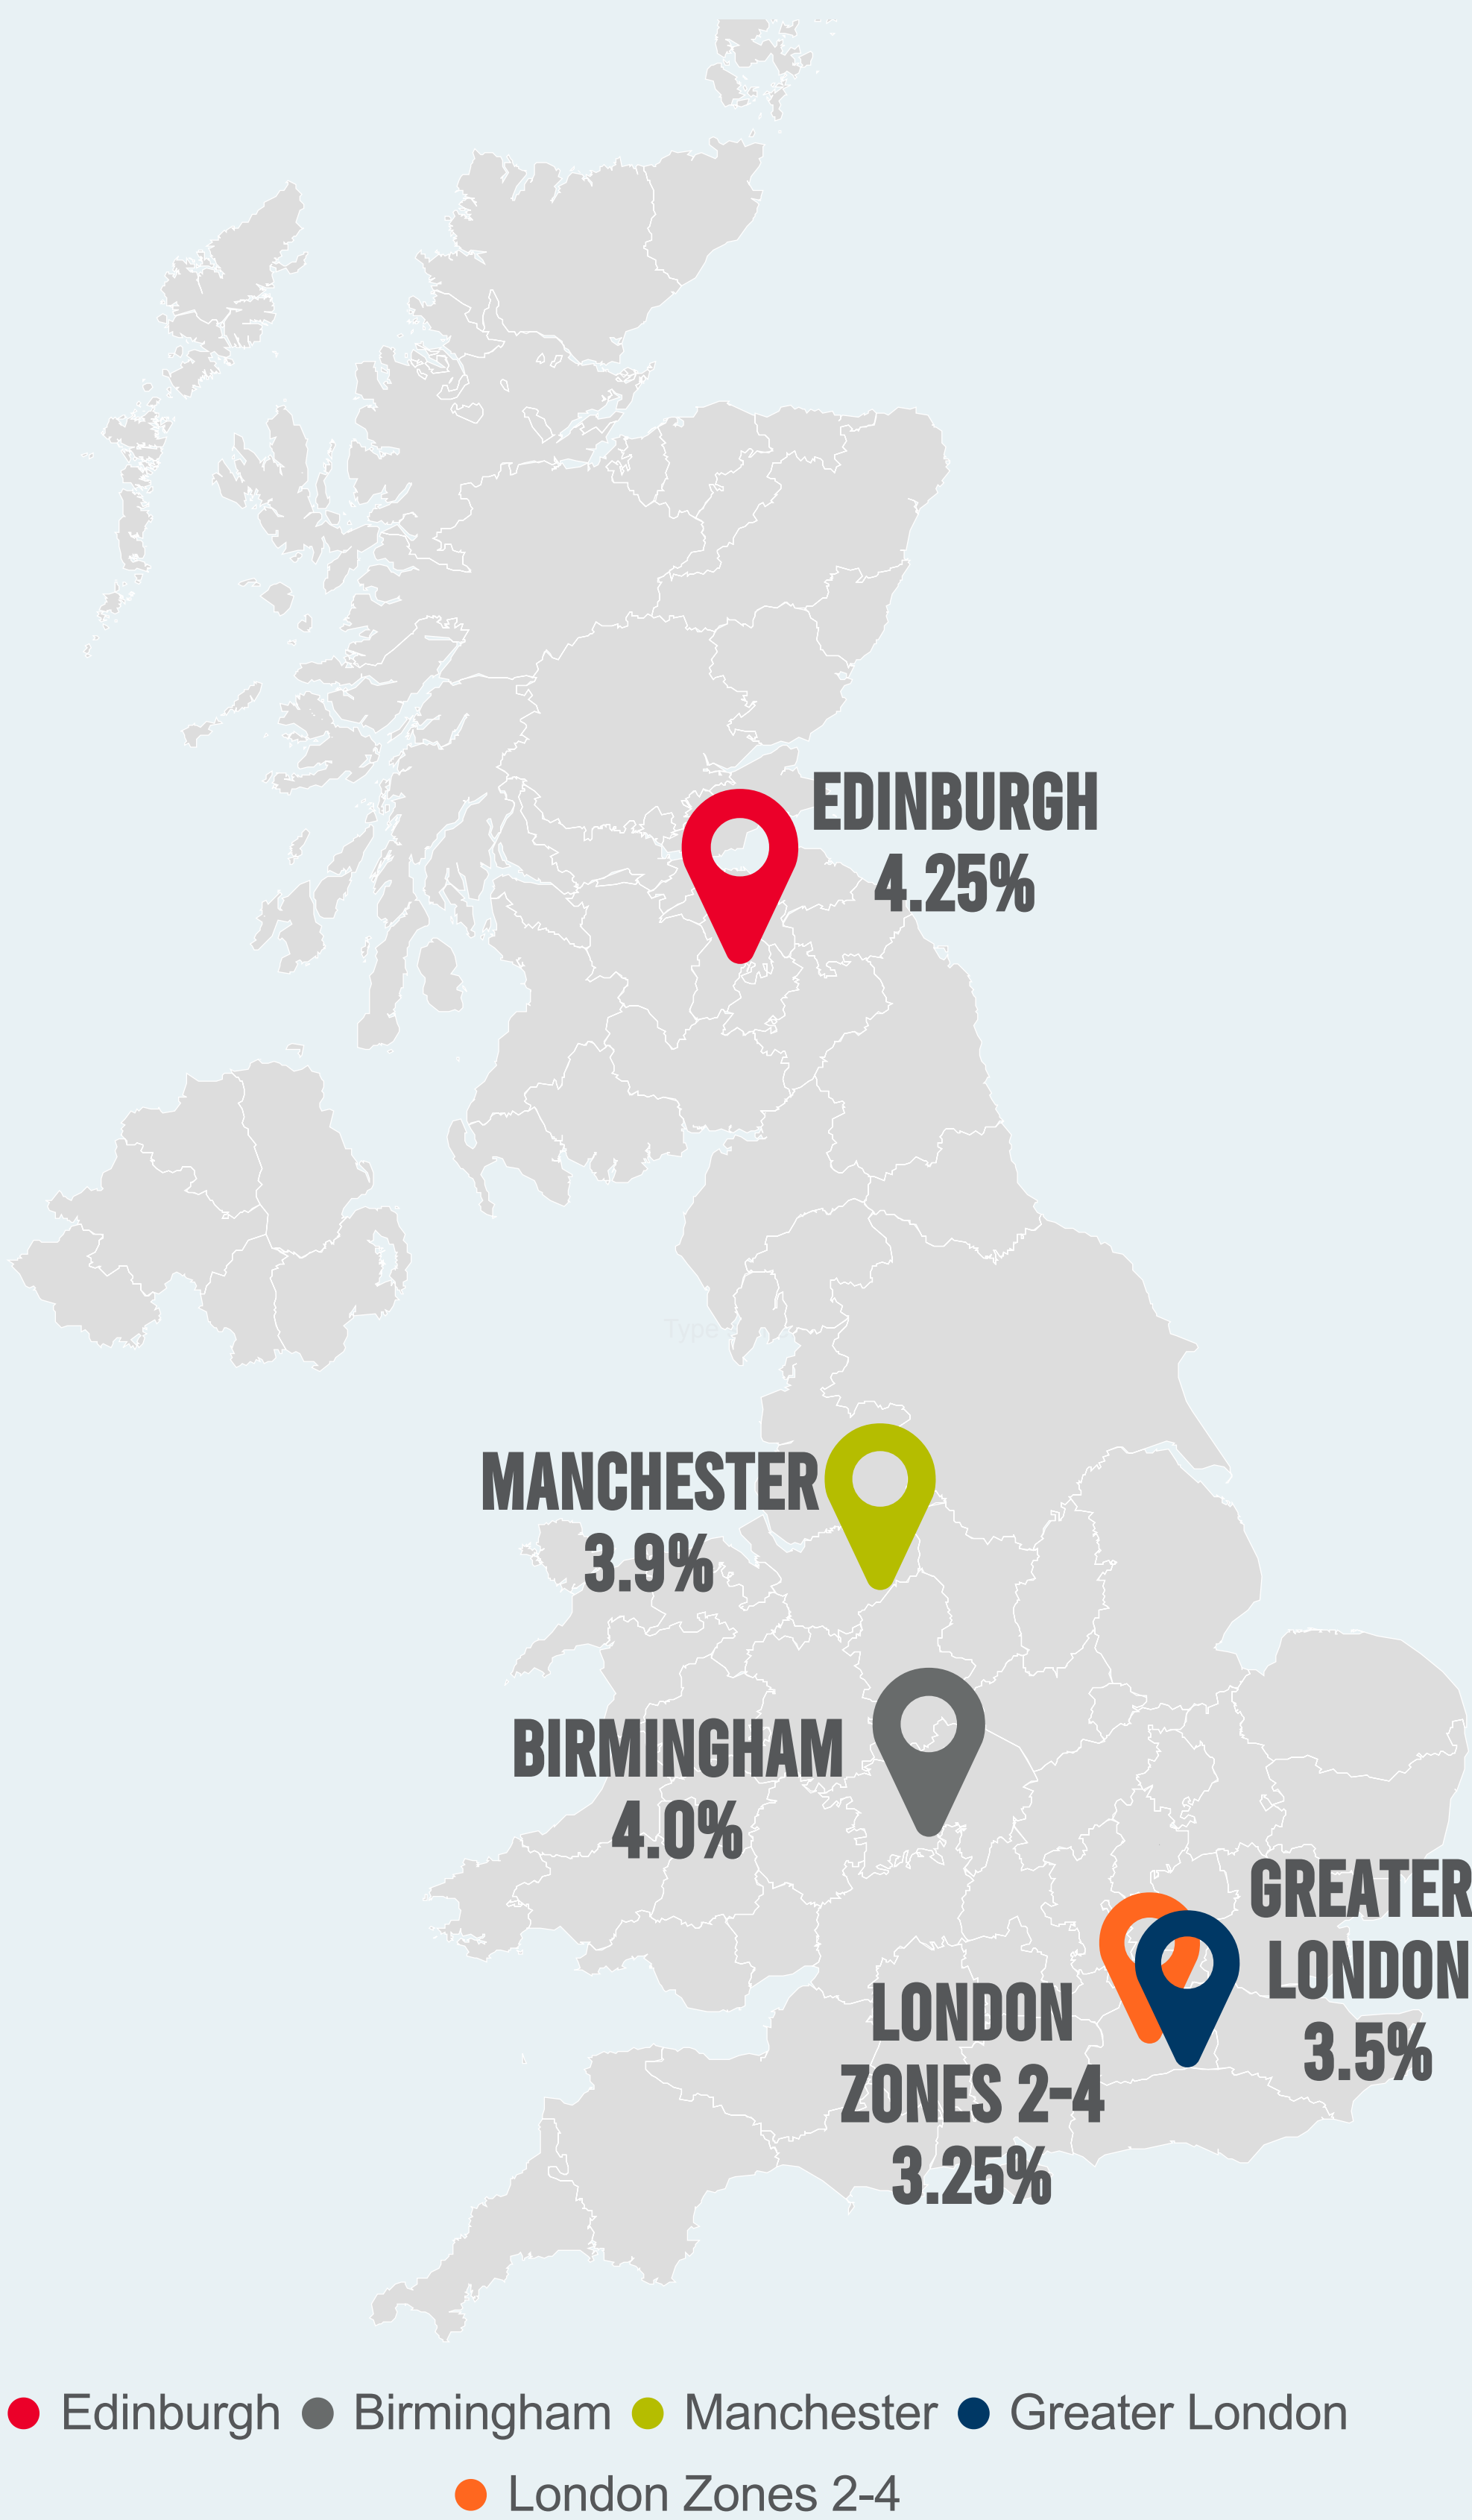 EDINBURGH
4.25%
Type
MANCHESTER
3.9%
BIRMINGHAM
4.0%
GREATER
LONDON
3.5%
LONDON
ZONES 2-4
3.25%
Edinburgh Birmingham Manchester Greater London
London Zones 2-4